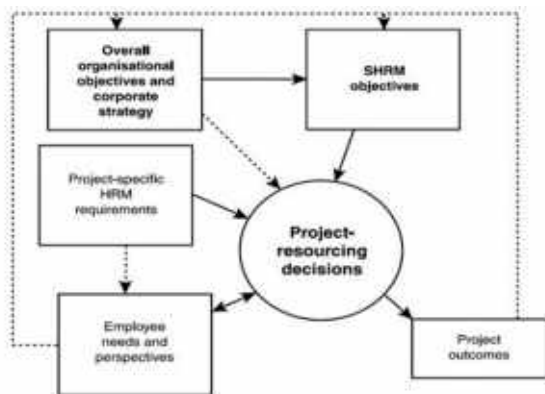 Overall
organisational
objectives and
corporate
strategy
SHRM
objectives
Project-specific
HRM
requirements
Project-
resourcing
decisions
Employee
needs and
perspectives
Project
outcomes